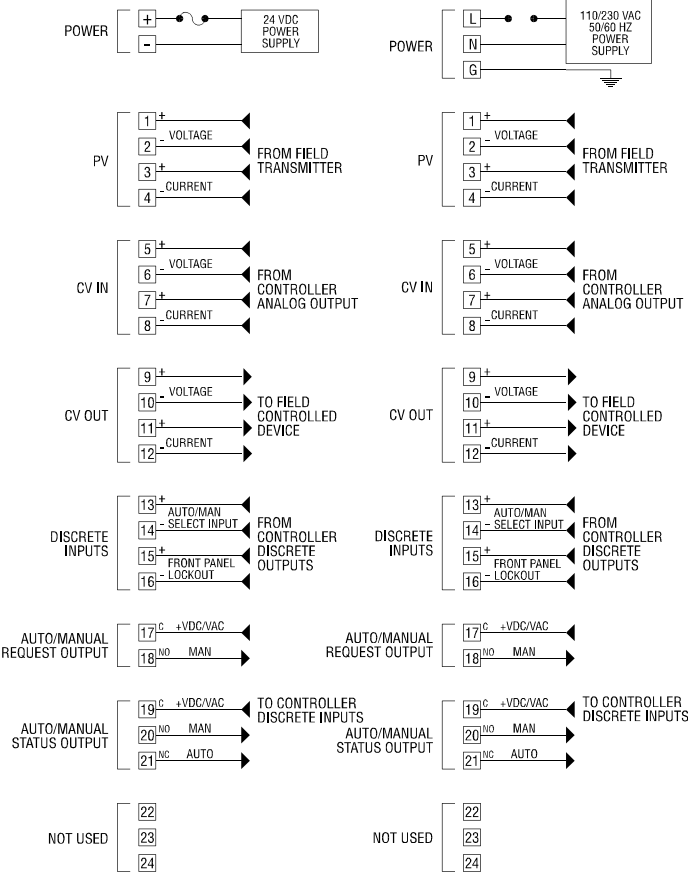 POWER
+
-
24 VDC
POWER
SUPPLY
PV
1 +
2 - VOLTAGE
3 +
4 - CURRENT
FROM FIELD
TRANSMITTER
CV IN
5 +
6 - VOLTAGE
7 +
8 - CURRENT
FROM
CONTROLLER
ANALOG OUTPUT
CV OUT
9 +
10 - VOLTAGE
11 +
12 - CURRENT
TO FIELD
CONTROLLED
DEVICE
DISCRETE
INPUTS
13 +
AUTO/MAN
14 - SELECT INPUT
15 +
FRONT PANEL
16 - LOCKOUT
FROM
CONTROLLER
DISCRETE
OUTPUTS
AUTO/MANUAL
REQUEST OUTPUT
17 C +VDC/VAC
18 NO MAN
AUTO/MANUAL
STATUS OUTPUT
19 C +VDC/VAC
20 NO MAN
21 NC AUTO
TO CONTROLLER
DISCRETE INPUTS
NOT USED
22
23
24
POWER
L
N
G
110/230 VAC
50/60 HZ
POWER
SUPPLY
PV
1 +
2 - VOLTAGE
3 +
4 - CURRENT
FROM FIELD
TRANSMITTER
CV IN
5 +
6 - VOLTAGE
7 +
8 - CURRENT
FROM
CONTROLLER
ANALOG OUTPUT
CV OUT
9 +
10 - VOLTAGE
11 +
12 - CURRENT
TO FIELD
CONTROLLED
DEVICE
DISCRETE
INPUTS
13 +
AUTO/MAN
14 - SELECT INPUT
15 +
FRONT PANEL
16 - LOCKOUT
FROM
CONTROLLER
DISCRETE
OUTPUTS
AUTO/MANUAL
REQUEST OUTPUT
17 C +VDC/VAC
18 NO MAN
AUTO/MANUAL
STATUS OUTPUT
19 C +VDC/VAC
20 NO MAN
21 NC AUTO
TO CONTROLLER
DISCRETE INPUTS
NOT USED
22
23
24